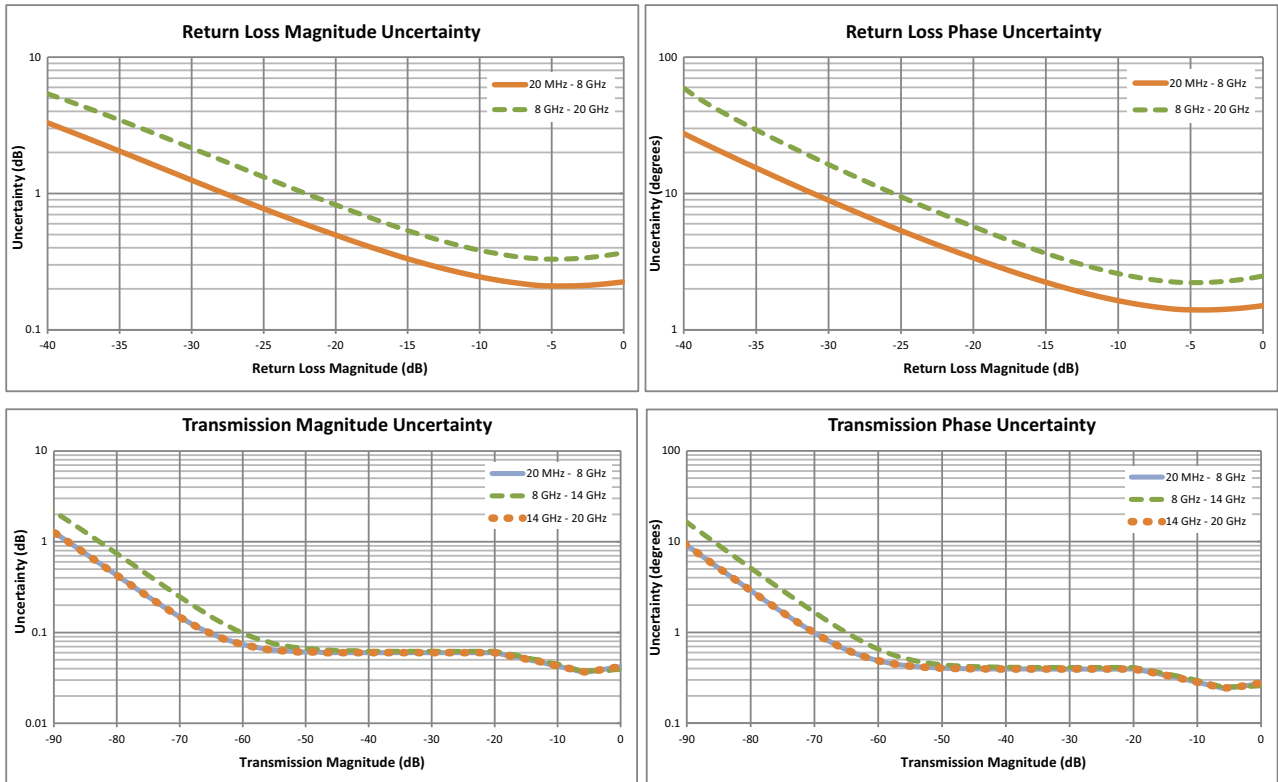 Return Loss Magnitude Uncertainty
10
1
0.1
Uncertainty (dB)
20 MHz - 8 GHz
8 GHz - 20 GHz
-40 -35 -30 -25 -20 -15 -10 -5 0
Return Loss Magnitude (dB)
Return Loss Phase Uncertainty
100
10
1
Uncertainty (degrees)
20 MHz - 8 GHz
8 GHz - 20 GHz
-40 -35 -30 -25 -20 -15 -10 -5 0
Return Loss Magnitude (dB)
Transmission Magnitude Uncertainty
10
1
0.1
0.01
Uncertainty (dB)
20 MHz - 8 GHz
8 GHz - 14 GHz
14 GHz - 20 GHz
-90 -80 -70 -60 -50 -40 -30 -20 -10 0
Transmission Magnitude (dB)
Transmission Phase Uncertainty
100
10
1
0.1
Uncertainty (degrees)
20 MHz - 8 GHz
8 GHz - 14 GHz
14 GHz - 20 GHz
-90 -80 -70 -60 -50 -40 -30 -20 -10 0
Transmission Magnitude (dB)